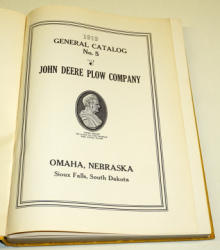 1919
GENERAL CATALOG
No. 5
JOHN DEERE PLOW COMPANY
OMAHA, NEBRASKA
Sioux Falls, South Dakota